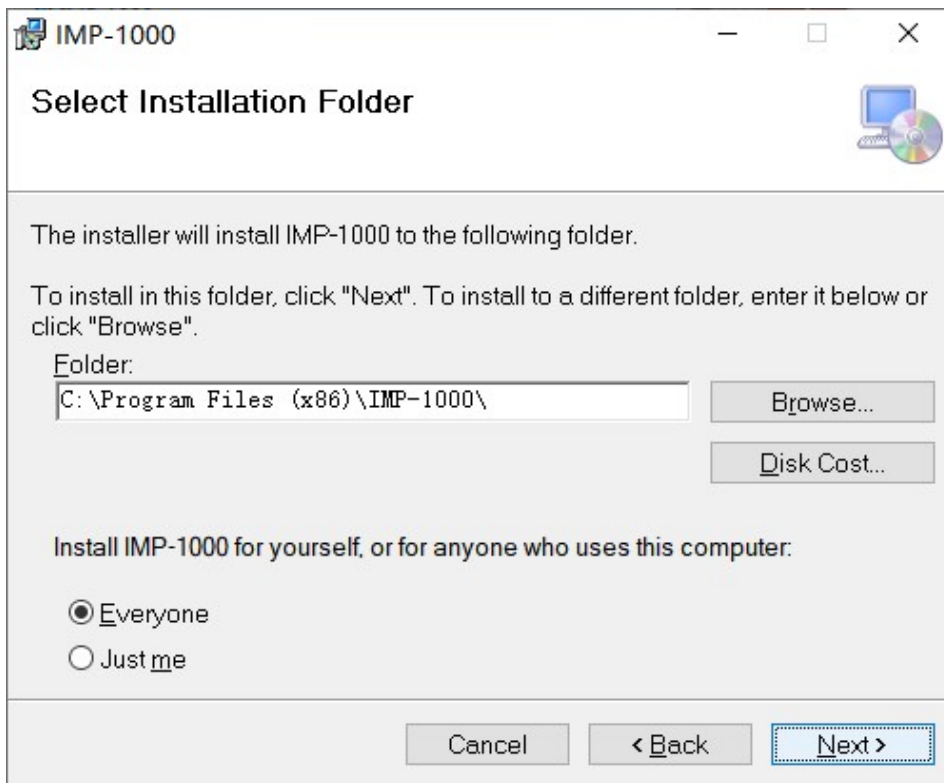 IMP-1000
Select Installation Folder
The installer will install IMP-1000 to the following folder.
To install in this folder, click "Next". To install to a different folder, enter it below or
click "Browse".
Folder:
C:\Program Files (x86)\IMP-1000\
Browse...
Disk Cost...
Install IMP-1000 for yourself, or for anyone who uses this computer:
Everyone
Just me
Cancel
< Back
Next >